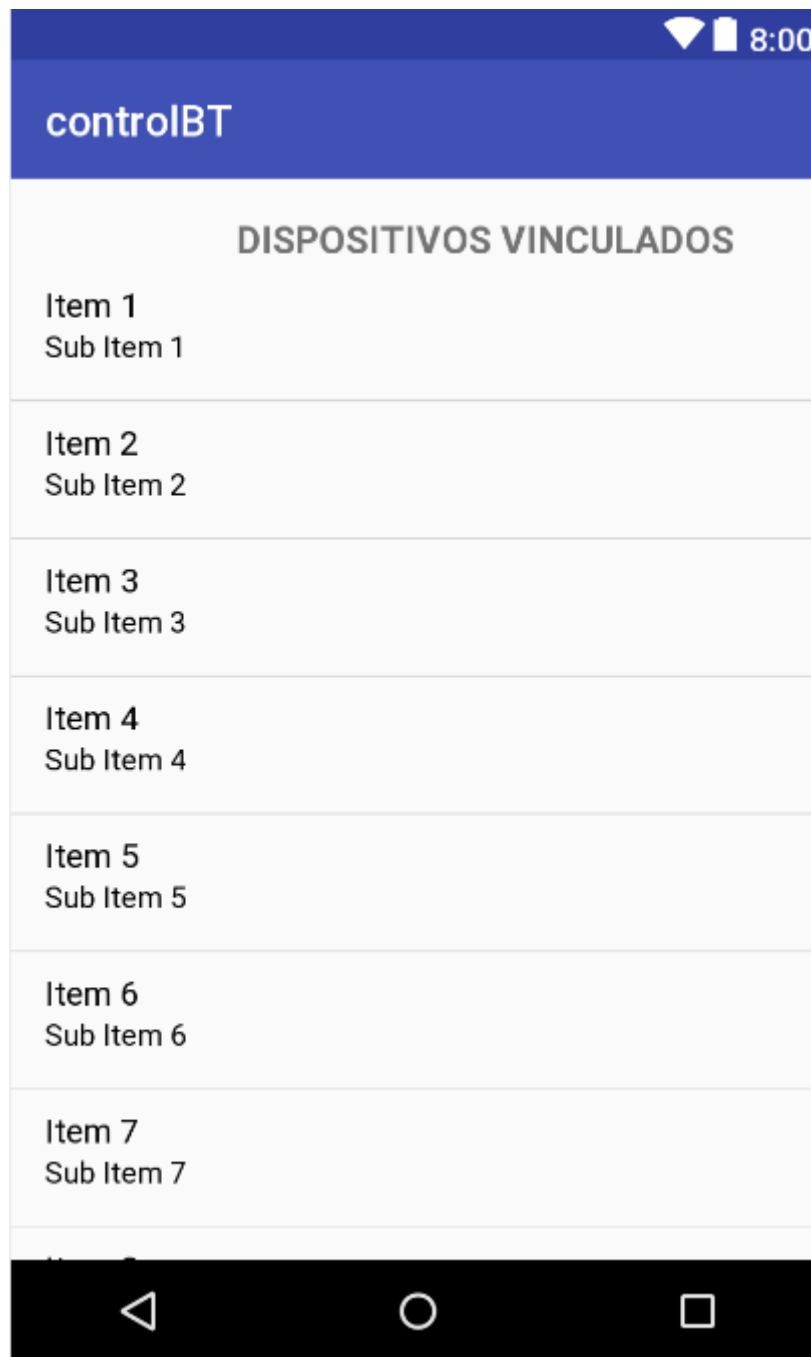 8:00
controlBT
DISPOSITIVOS VINCULADOS
Item 1
Sub Item 1
Item 2
Sub Item 2
Item 3
Sub Item 3
Item 4
Sub Item 4
Item 5
Sub Item 5
Item 6
Sub Item 6
Item 7
Sub Item 7